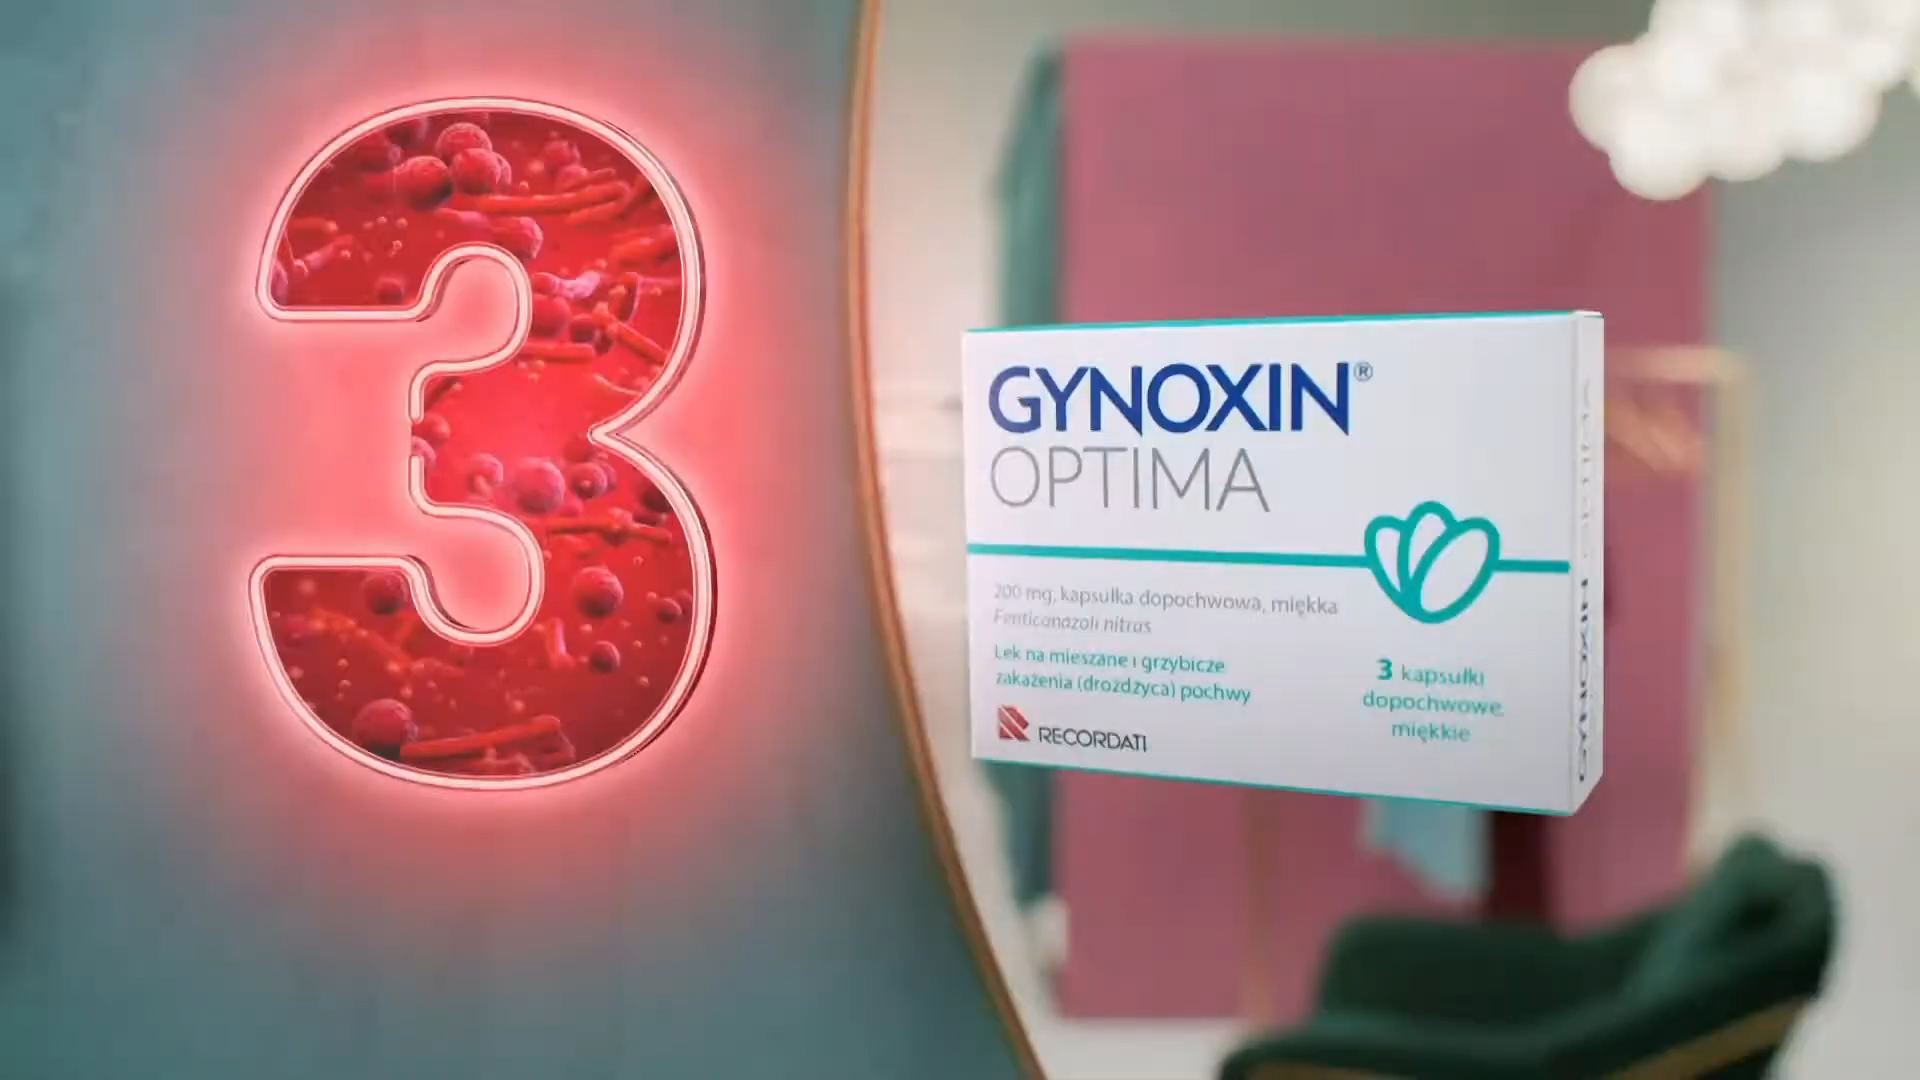 3
GYNOXIN®
OPTIMA
200 mg, kapsułka dopochwowa, miękka
Fenticonazoli nitras
Lek na mieszane i grzybicze
zakażenia (drożdżyca) pochwy
3 kapsułki
dopochwowe,
miękkie
RECORDATI
GYNOXIN OPTIMA